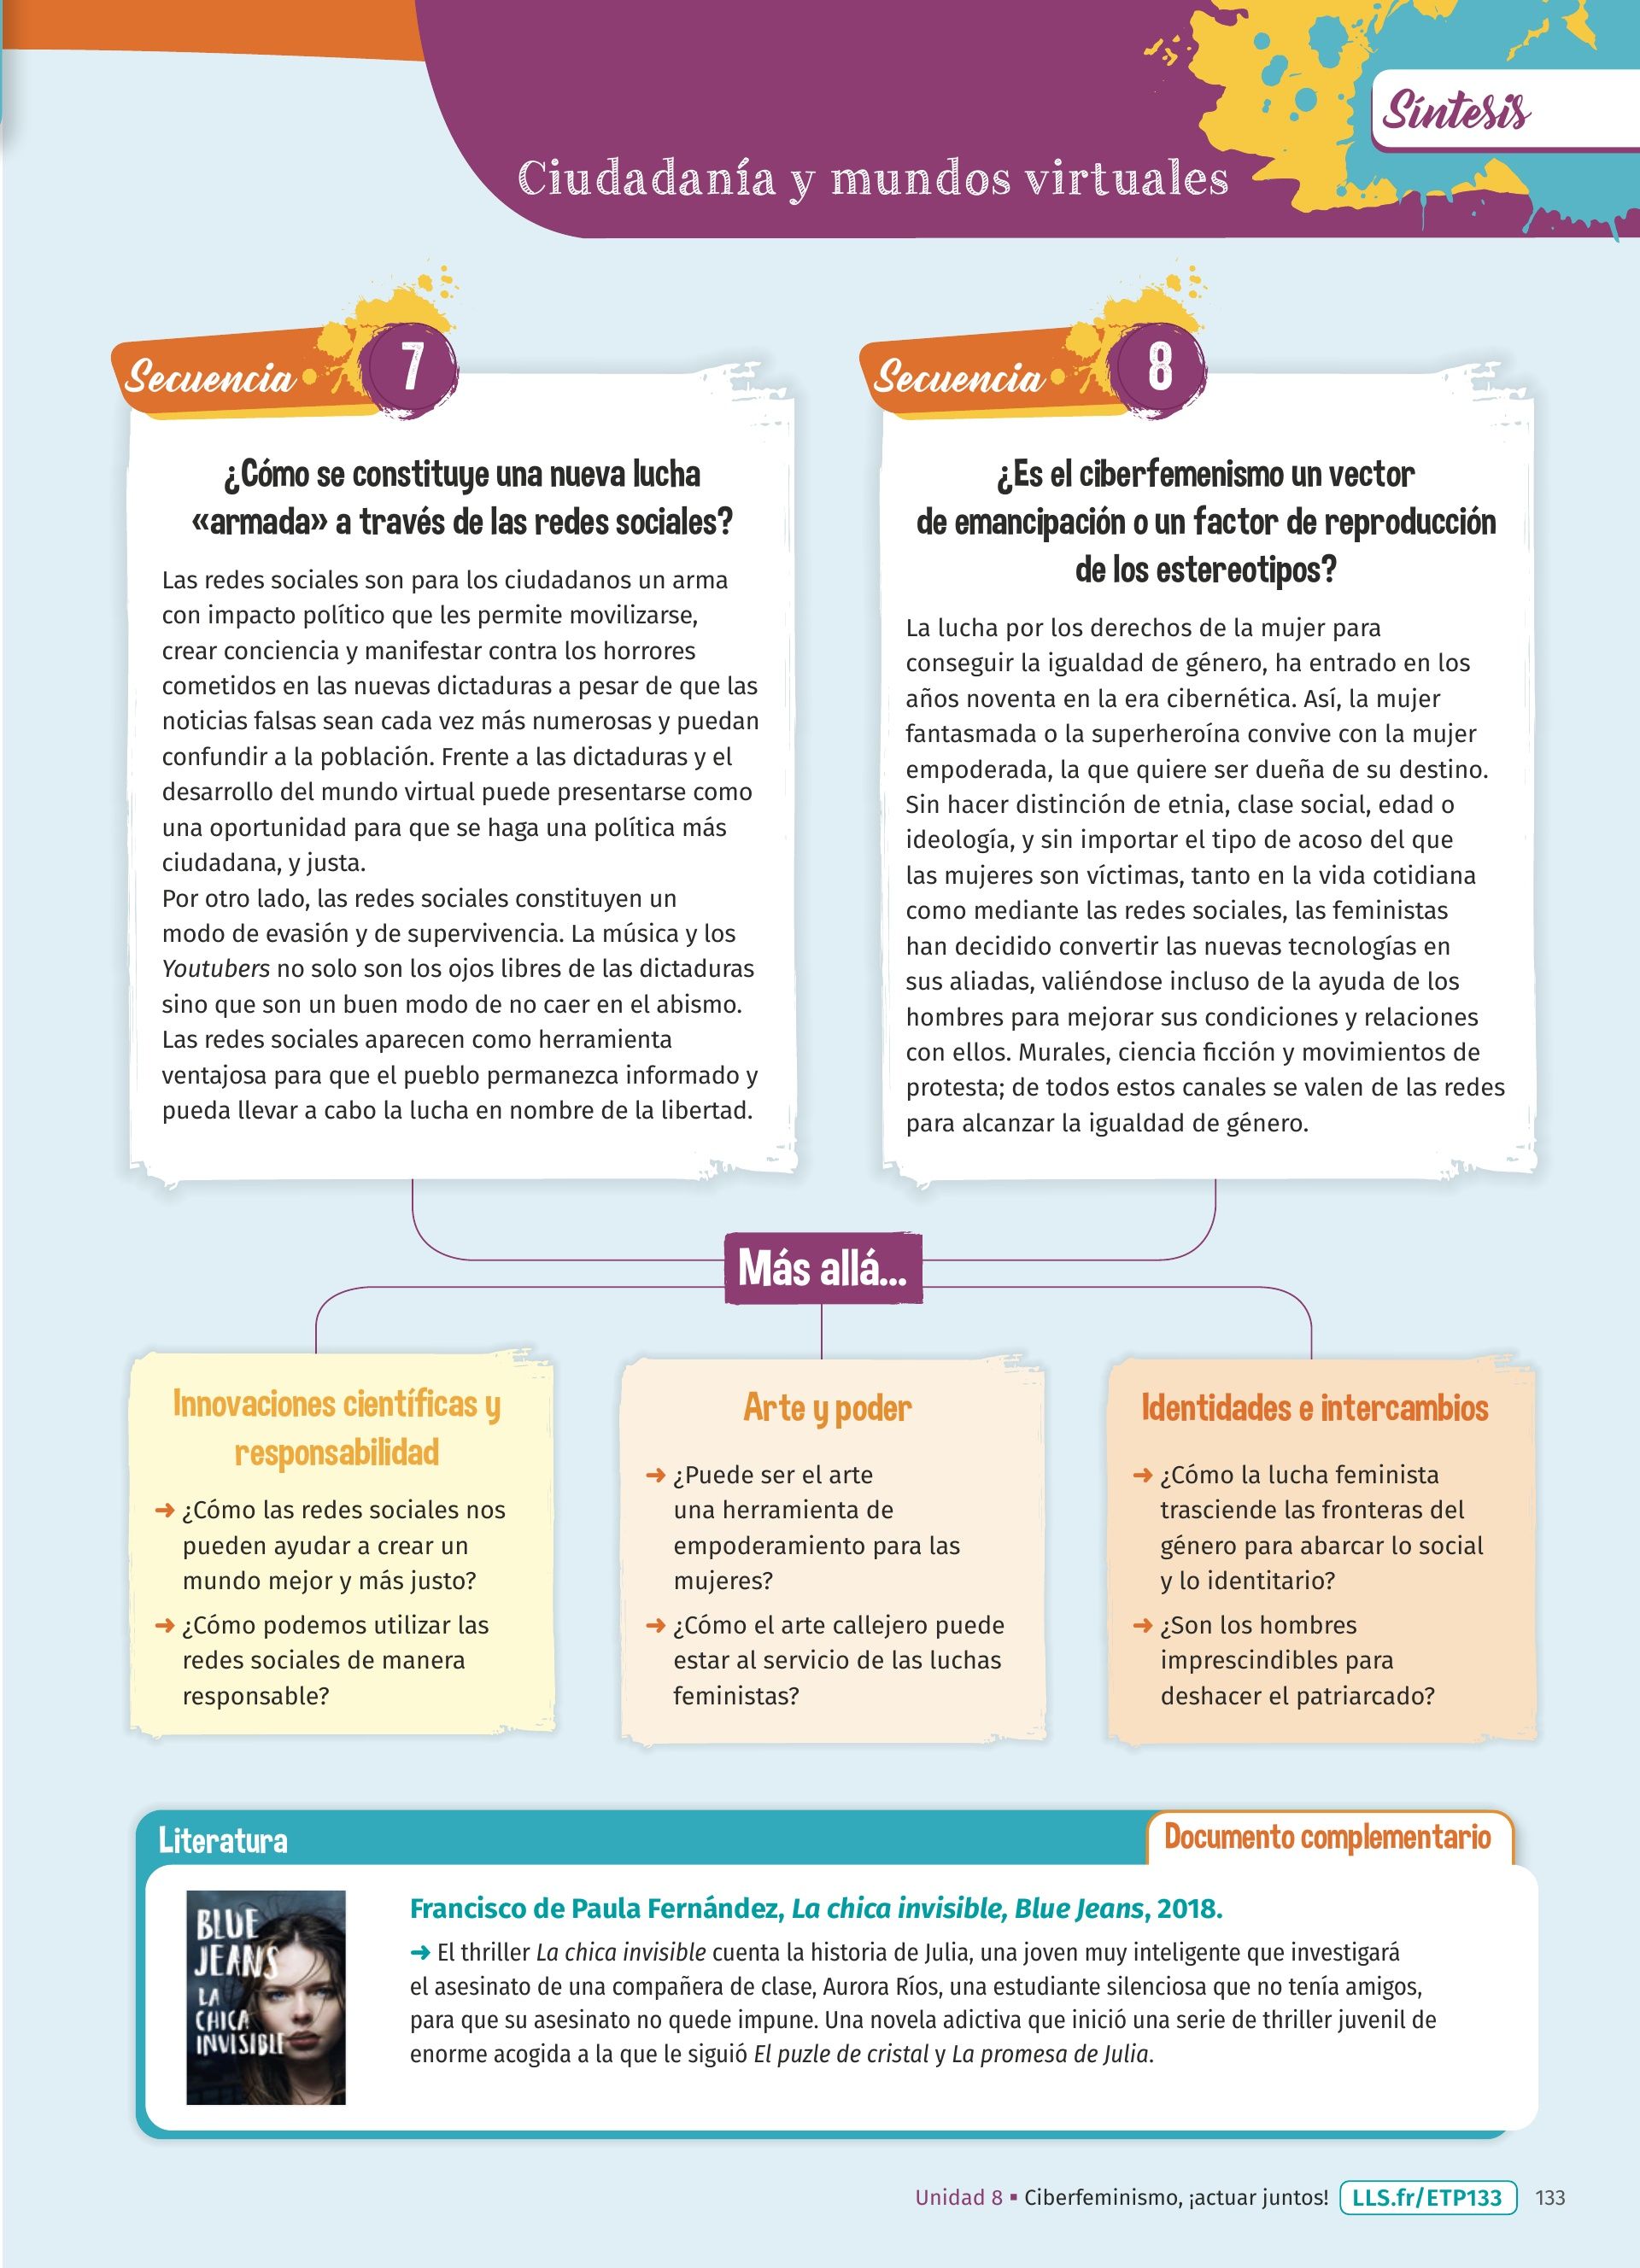 Síntesis
Ciudadanía y mundos virtuales
Secuencia 7
¿Cómo se constituye una nueva lucha
«armada» a través de las redes sociales?
Las redes sociales son para los ciudadanos un arma
con impacto político que les permite movilizarse,
crear conciencia y manifestar contra los horrores
cometidos en las nuevas dictaduras a pesar de que las
noticias falsas sean cada vez más numerosas y puedan
confundir a la población. Frente a las dictaduras y el
desarrollo del mundo virtual puede presentarse como
una oportunidad para que se haga una política más
ciudadana, y justa.
Por otro lado, las redes sociales constituyen un
modo de evasión y de supervivencia. La música y los
Youtubers no solo son los ojos libres de las dictaduras
sino que son un buen modo de no caer en el abismo.
Las redes sociales aparecen como herramienta
ventajosa para que el pueblo permanezca informado y
pueda llevar a cabo la lucha en nombre de la libertad.
Secuencia 8
¿Es el ciberfemenismo un vector
de emancipación o un factor de reproducción
de los estereotipos?
La lucha por los derechos de la mujer para
conseguir la igualdad de género, ha entrado en los
años noventa en la era cibernética. Así, la mujer
fantasmada o la superheroína convive con la mujer
empoderada, la que quiere ser dueña de su destino.
Sin hacer distinción de etnia, clase social, edad o
ideología, y sin importar el tipo de acoso del que
las mujeres son víctimas, tanto en la vida cotidiana
como mediante las redes sociales, las feministas
han decidido convertir las nuevas tecnologías en
sus aliadas, valiéndose incluso de la ayuda de los
hombres para mejorar sus condiciones y relaciones
con ellos. Murales, ciencia ficción y movimientos de
protesta; de todos estos canales se valen de las redes
para alcanzar la igualdad de género.
Más allá...
Innovaciones científicas y
responsabilidad
➔ ¿Cómo las redes sociales nos
pueden ayudar a crear un
mundo mejor y más justo?
➔ ¿Cómo podemos utilizar las
redes sociales de manera
responsable?
Arte y poder
➔ ¿Puede ser el arte
una herramienta de
empoderamiento para las
mujeres?
➔ ¿Cómo el arte callejero puede
estar al servicio de las luchas
feministas?
Identidades e intercambios
➔ ¿Cómo la lucha feminista
trasciende las fronteras del
género para abarcar lo social
y lo identitario?
➔ ¿Son los hombres
imprescindibles para
deshacer el patriarcado?
Literatura
Documento complementario
BLUE
JEANS
LA
CHICA
INVISIBLE
Francisco de Paula Fernández, La chica invisible, Blue Jeans, 2018.
➔ El thriller La chica invisible cuenta la historia de Julia, una joven muy inteligente que investigará
el asesinato de una compañera de clase, Aurora Ríos, una estudiante silenciosa que no tenía amigos,
para que su asesinato no quede impune. Una novela adictiva que inició una serie de thriller juvenil de
enorme acogida a la que le siguió El puzle de cristal y La promesa de Julia.
Unidad 8 ▪ Ciberfeminismo, ¡actuar juntos! LLS.fr/ETP133 133